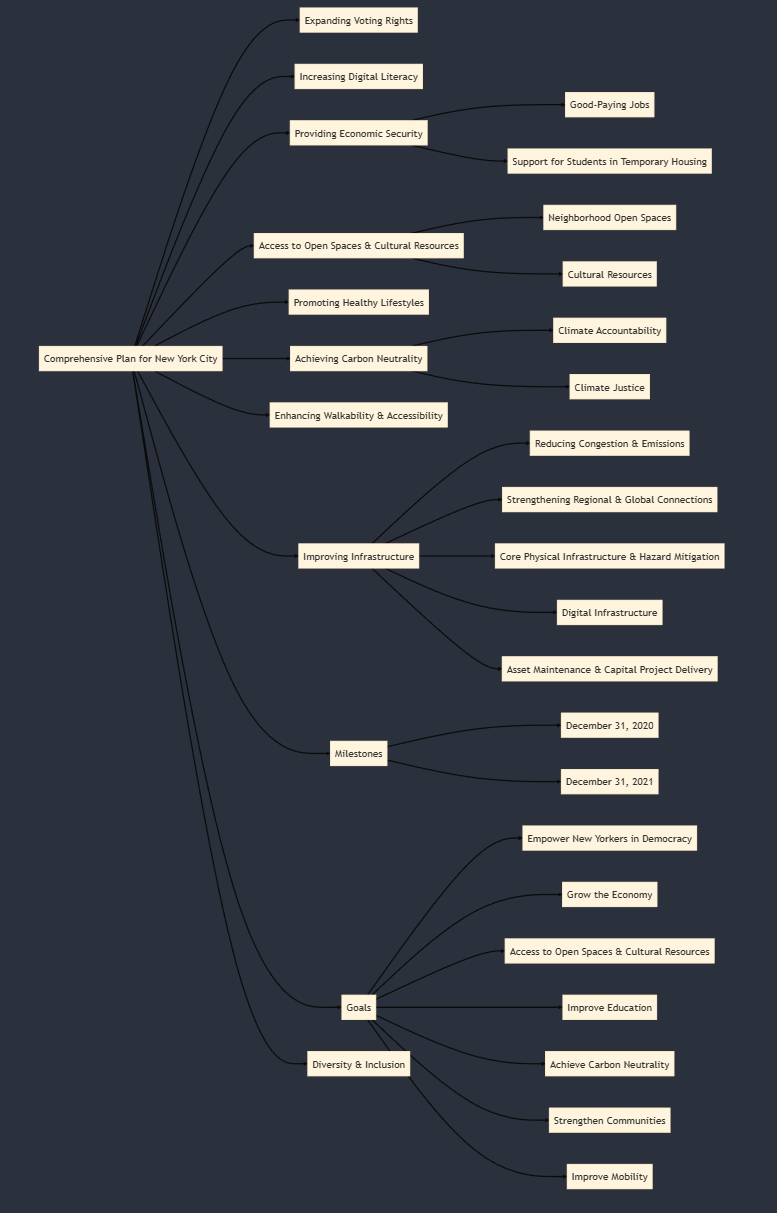 Expanding Voting Rights
Increasing Digital Literacy
Good-Paying Jobs
Providing Economic Security
Support for Students in Temporary Housing
Neighborhood Open Spaces
Access to Open Spaces & Cultural Resources
Cultural Resources
Promoting Healthy Lifestyles
Climate Accountability
Comprehensive Plan for New York City
Achieving Carbon Neutrality
Climate Justice
Enhancing Walkability & Accessibility
Reducing Congestion & Emissions
Strengthening Regional & Global Connections
Improving Infrastructure
Core Physical Infrastructure & Hazard Mitigation
Digital Infrastructure
Asset Maintenance & Capital Project Delivery
December 31, 2020
Milestones
December 31, 2021
Empower New Yorkers in Democracy
Grow the Economy
Access to Open Spaces & Cultural Resources
Goals
Improve Education
Diversity & Inclusion
Achieve Carbon Neutrality
Strengthen Communities
Improve Mobility